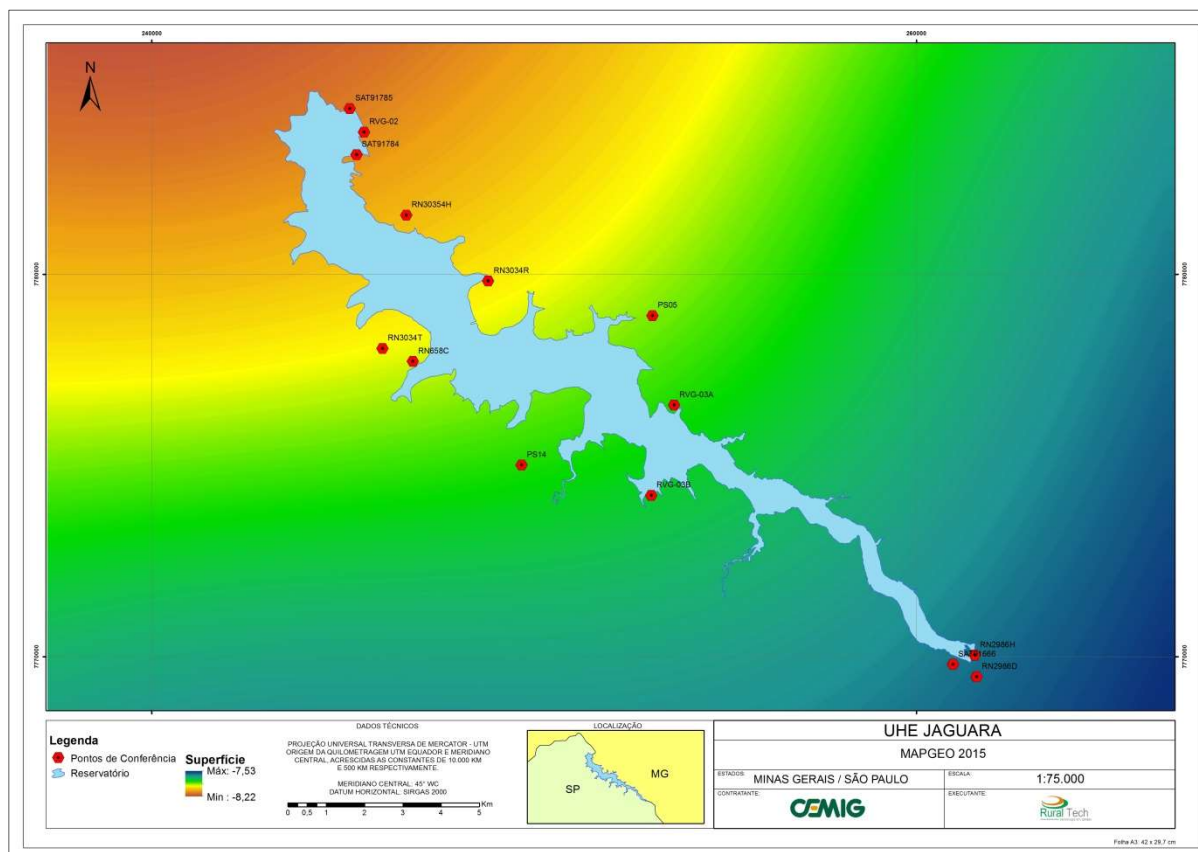 240000
260000
N
SAT91785
RVG-02
SAT91784
RN30354H
7780000
7780000
RN3034R
PS05
RN3034T
RN658C
RVG-03A
PS14
RVG-03B
7770000
7770000
RN2986H
SAT91666
RN2986D
Legenda
Pontos de Conferência
Reservatório
Superfície
Máx: -7,53
Min : -8,22
DADOS TÉCNICOS
PROJEÇÃO UNIVERSAL TRANSVERSA DE MERCATOR - UTM
ORIGEM DA QUILOMETRAGEM UTM EQUADOR E MERIDIANO
CENTRAL, ACRESCIDAS AS CONSTANTES DE 10.000 KM
E 500 KM RESPECTIVAMENTE.
MERIDIANO CENTRAL: 45° WC
DATUM HORIZONTAL: SIRGAS 2000
Km
0 0,5 1 2 3 4 5
LOCALIZAÇÃO
MG
SP
UHE JAGUARA
MAPGEO 2015
ESTADOS: MINAS GERAIS / SÃO PAULO
ESCALA: 1:75.000
CONTRATANTE:
CEMIG
EXECUTANTE:
Rural Tech
Folha A3: 42 x 29,7 cm